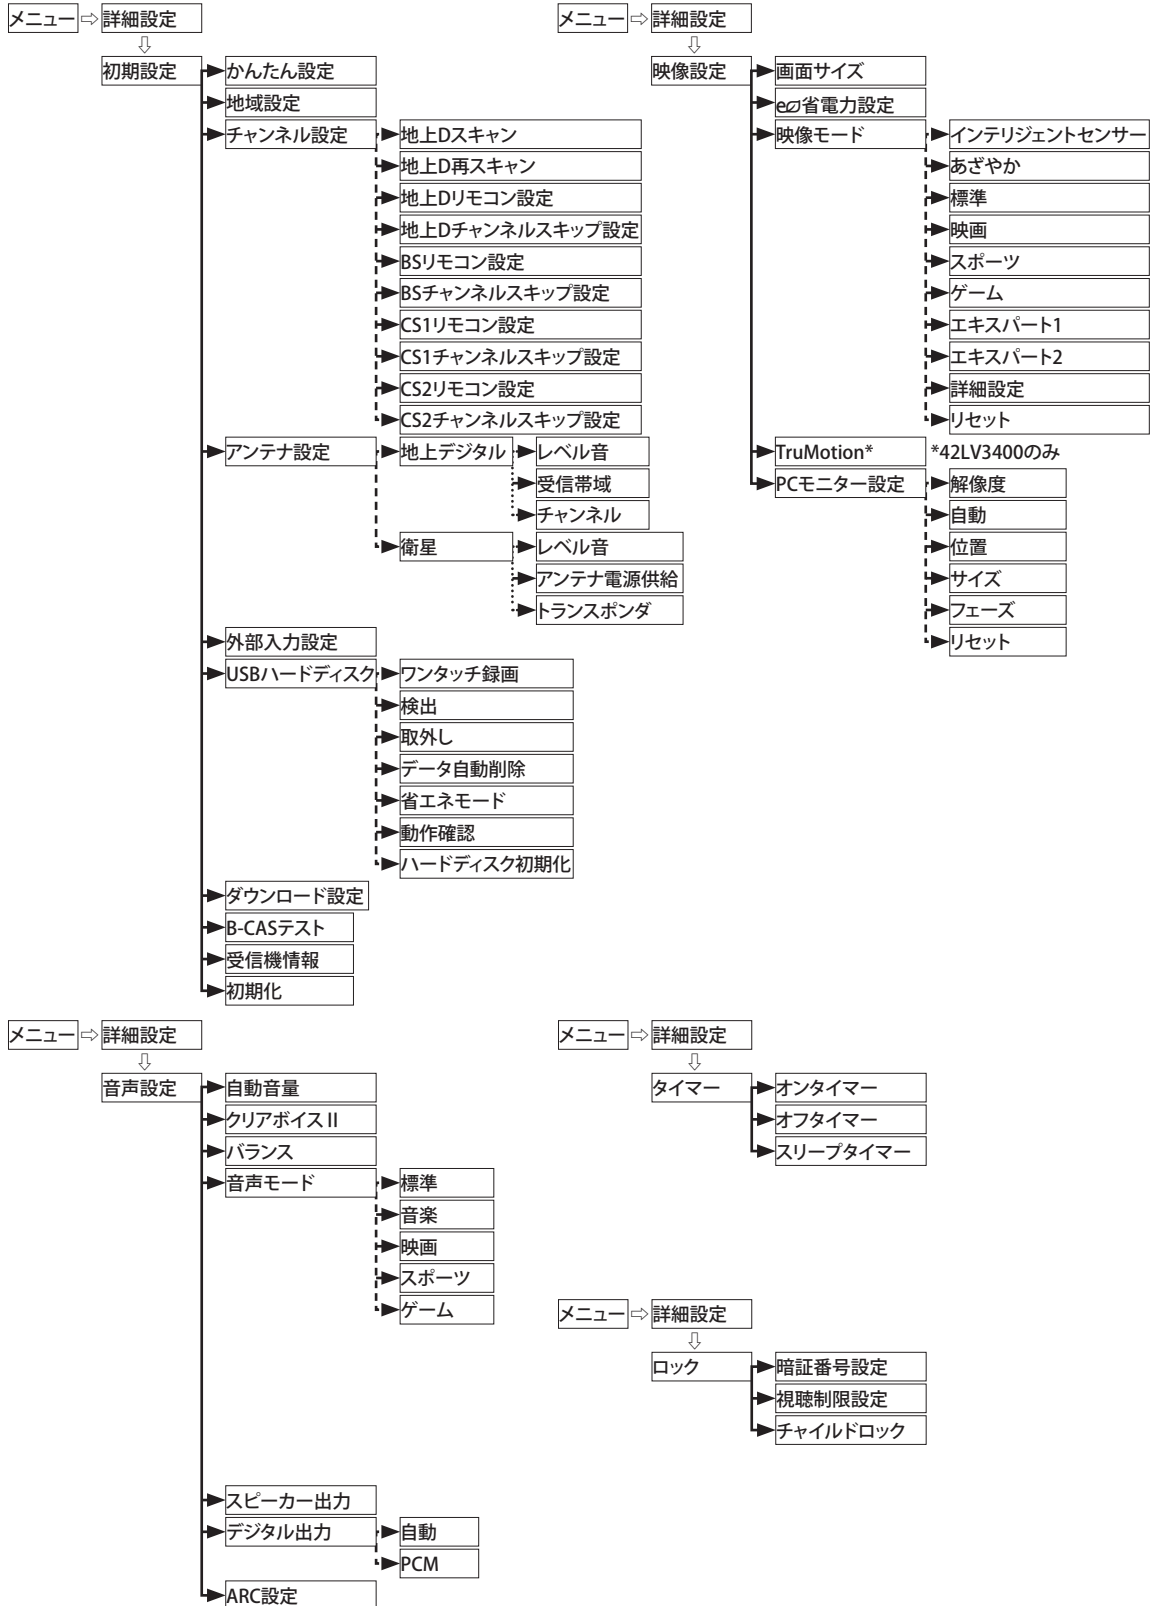 メニュー
詳細設定
初期設定
かんたん設定
地域設定
チャンネル設定
地上Dスキャン
地上D再スキャン
地上Dリモコン設定
地上Dチャンネルスキップ設定
BSリモコン設定
BSチャンネルスキップ設定
CS1リモコン設定
CS1チャンネルスキップ設定
CS2リモコン設定
CS2チャンネルスキップ設定
アンテナ設定
地上デジタル
レベル音
受信帯域
チャンネル
衛星
レベル音
アンテナ電源供給
トランスポンダ
外部入力設定
USBハードディスク
ワンタッチ録画
検出
取外し
データ自動削除
省エネモード
動作確認
ハードディスク初期化
ダウンロード設定
B-CASテスト
受信機情報
初期化
メニュー
詳細設定
映像設定
画面サイズ
e省電力設定
映像モード
インテリジェントセンサー
あざやか
標準
映画
スポーツ
ゲーム
エキスパート1
エキスパート2
詳細設定
リセット
TruMotion*
*42LV3400のみ
PCモニター設定
解像度
自動
位置
サイズ
フェーズ
リセット
メニュー
詳細設定
音声設定
自動音量
クリアボイスⅡ
バランス
音声モード
標準
音楽
映画
スポーツ
ゲーム
スピーカー出力
デジタル出力
自動
PCM
ARC設定
メニュー
詳細設定
タイマー
オンタイマー
オフタイマー
スリープタイマー
メニュー
詳細設定
ロック
暗証番号設定
視聴制限設定
チャイルドロック